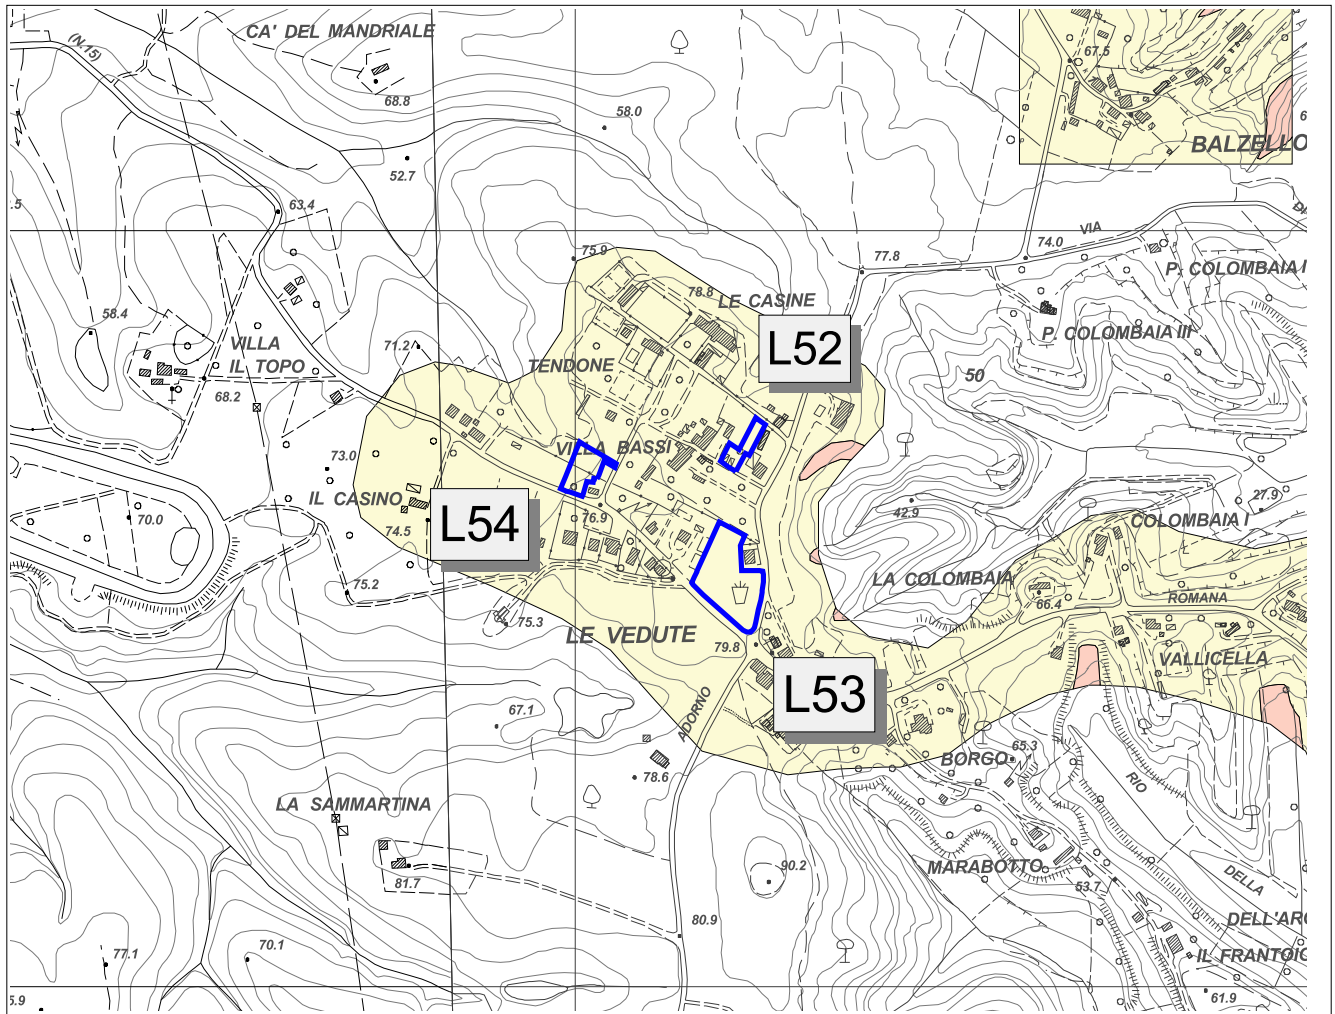 CA' DEL MANDRIALE
(N.15)
67.5
68.8
58.0
BALZELLO
52.7
.5
63.4
VIA
74.0
75.9
77.8
P. COLOMBAIA I
78.8
LE CASINE
58.4
P. COLOMBAIA III
VILLA
IL TOPO
71.2
L52
TENDONE
50
68.2
VILLA BASSI
73.0
IL CASINO
L54
27.9
70.0
76.9
42.9
COLOMBAIA I
74.5
75.2
LA COLOMBAIA
66.4
ROMANA
75.3
LE VEDUTE
79.8
VALLICELLA
L53
67.1
ADORNO
65.3
BORGO
78.6
RIO
LA SAMMARTINA
90.2
MARABOTTO
81.7
53.7
DELLA
80.9
DELL'ARC
70.1
77.1
IL FRANTOIO
5.9
61.9